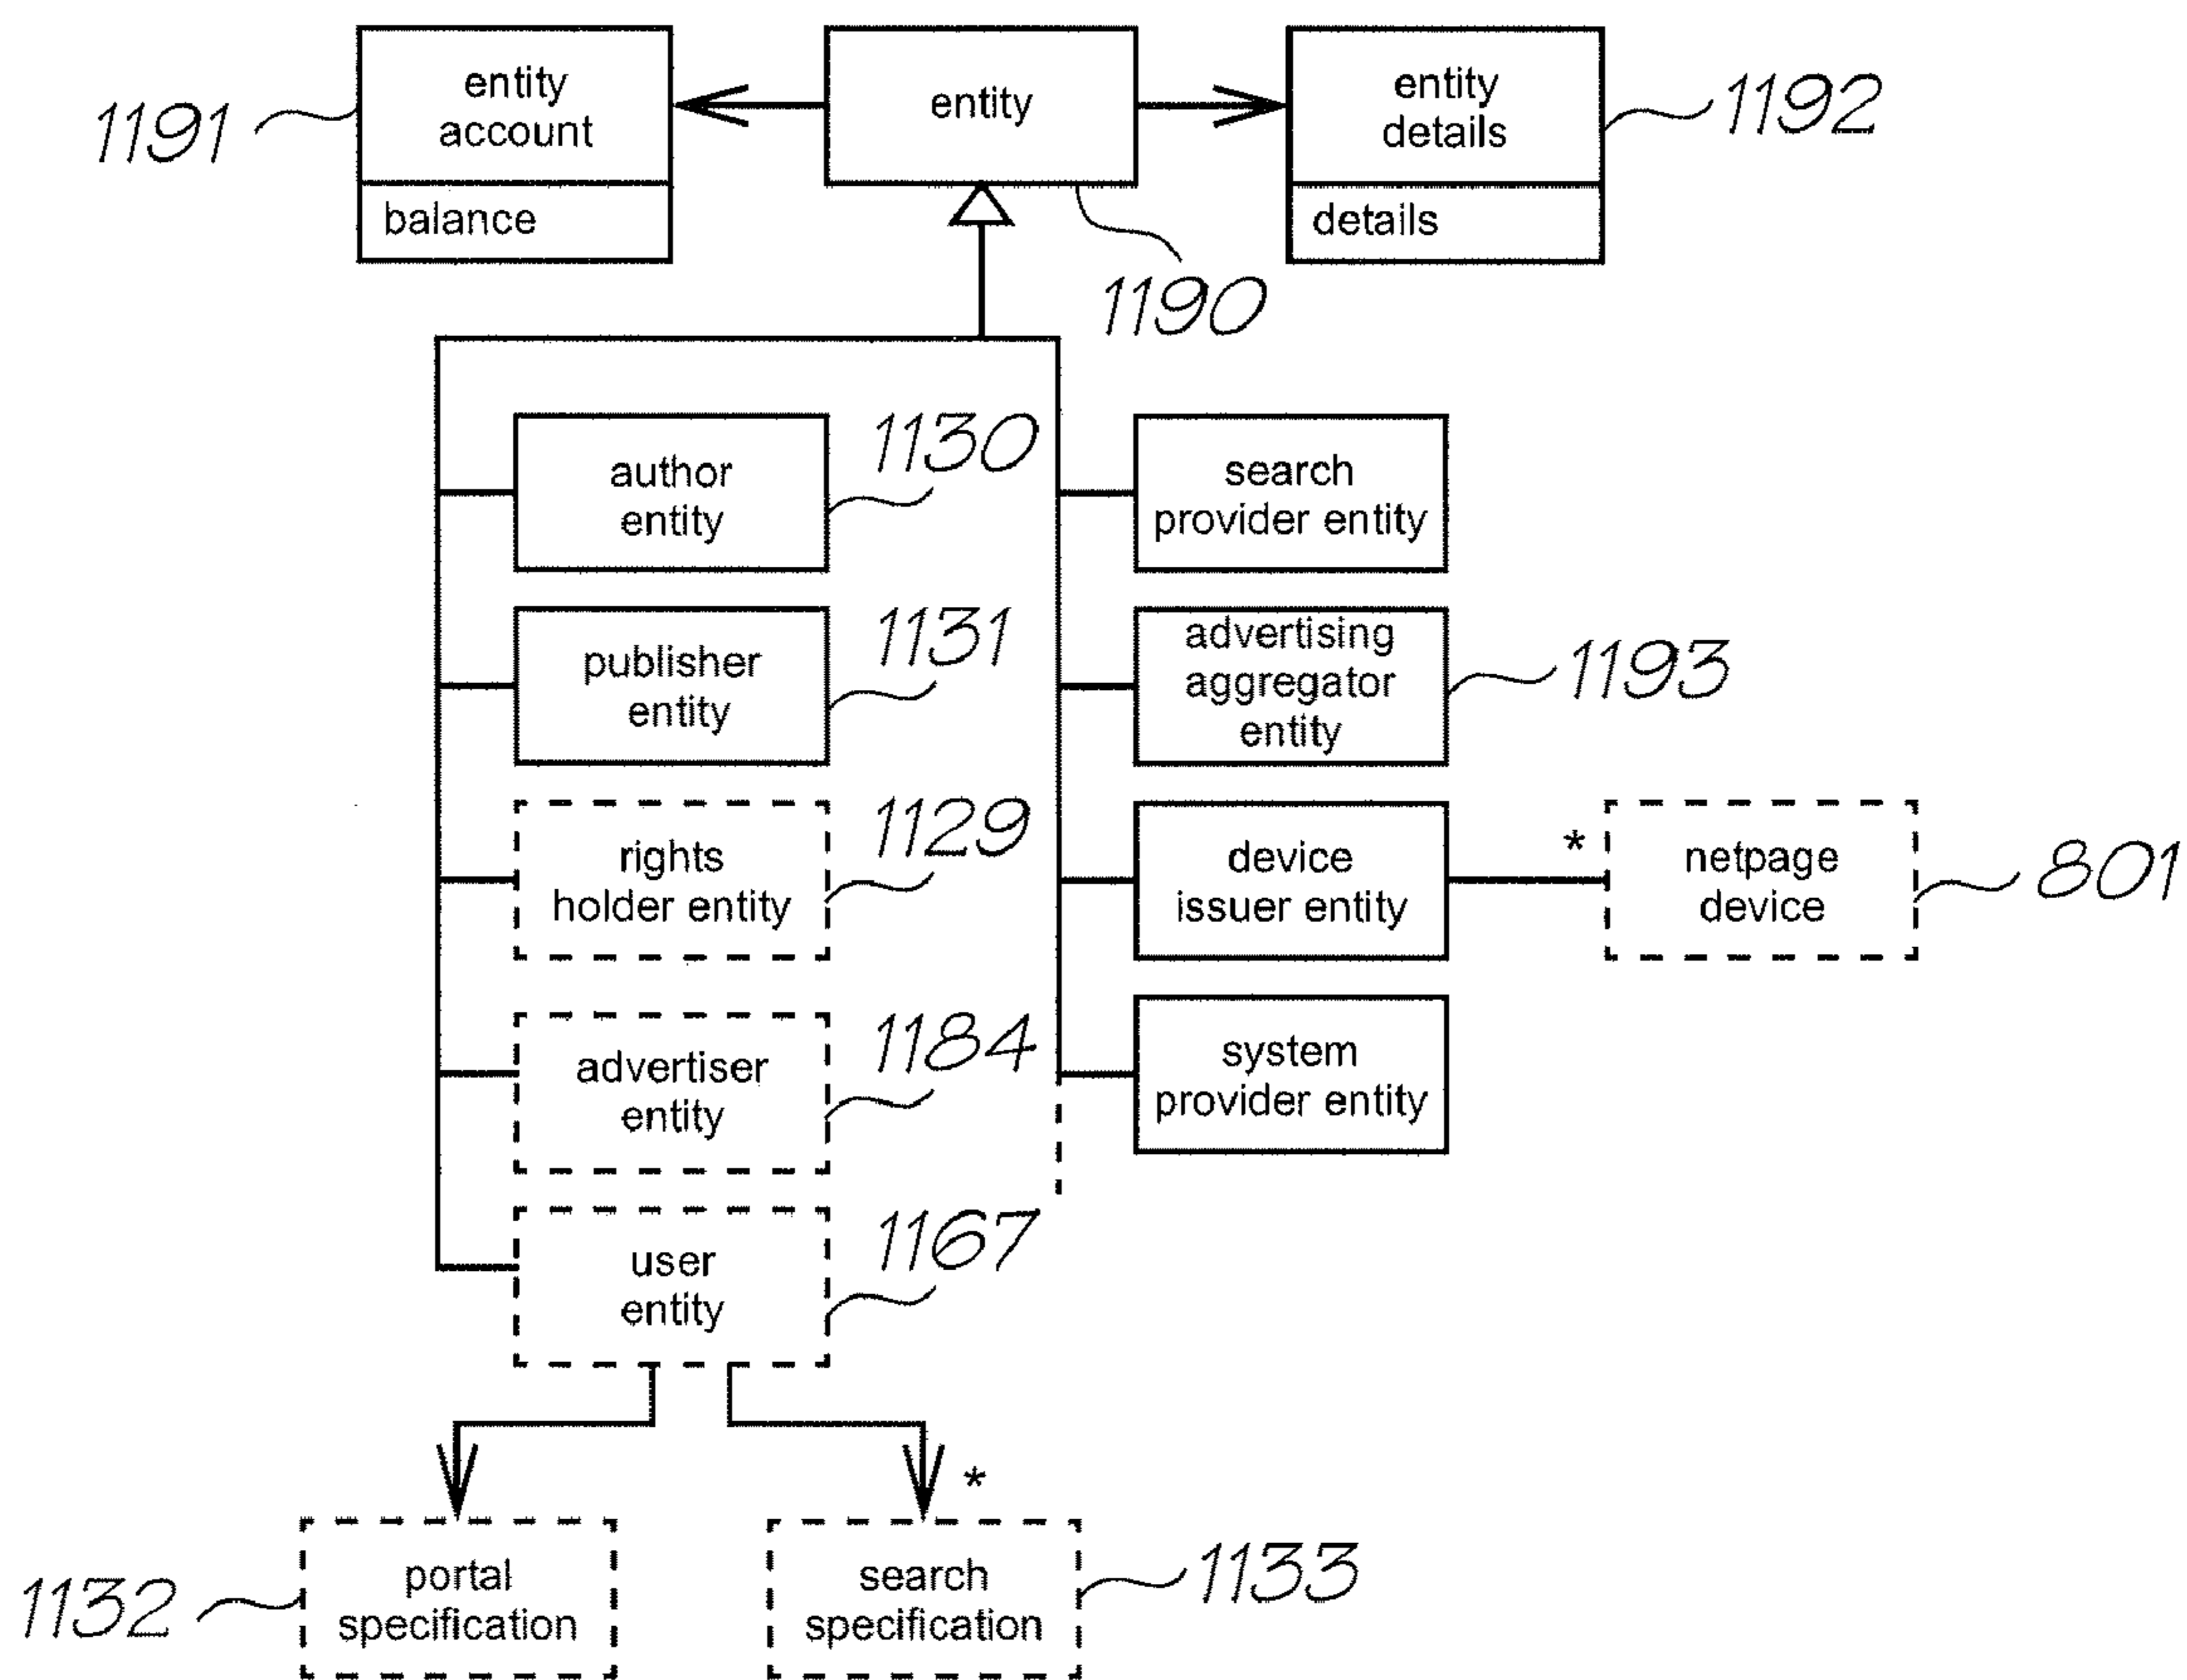 entity
account
balance
1191
entity
1190
entity
details
details
1192
author
entity
1130
search
provider entity
publisher
entity
1131
advertising
aggregator
entity
1193
rights
holder entity
1129
device
issuer entity
*
netpage
device
801
advertiser
entity
1184
system
provider entity
user
entity
1167
portal
specification
1132
*
search
specification
1133